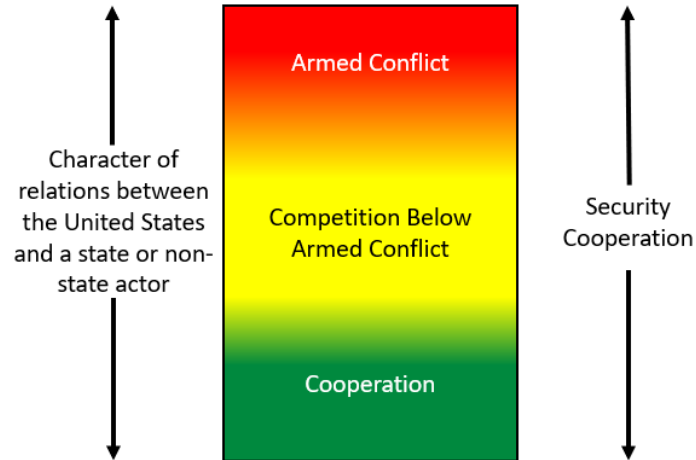 Armed Conflict
Character of
relations between
the United States
and a state or non-
state actor
Competition Below
Armed Conflict
Security
Cooperation
Cooperation